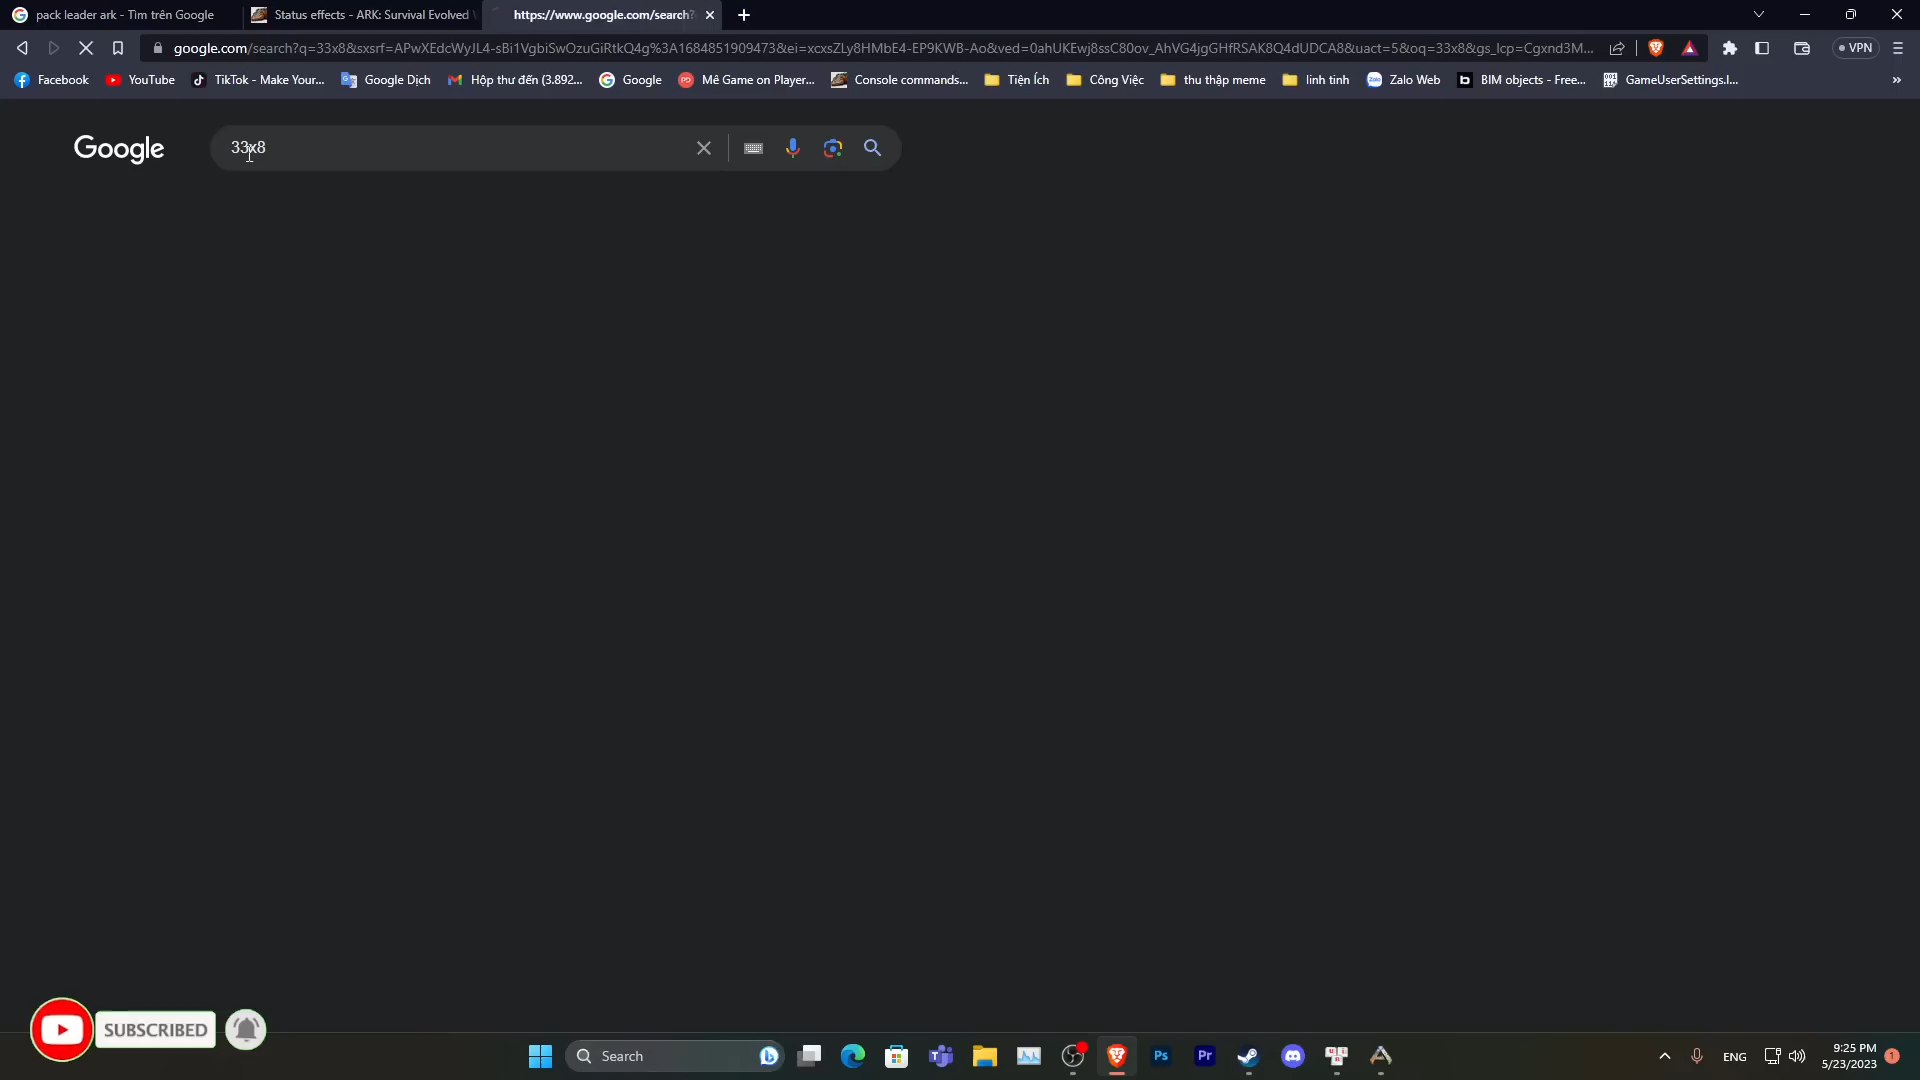 pack leader ark - Tìm trên Google
Status effects - ARK: Survival Evolved
https://www.google.com/search?
google.com/search?q=33x8&sxsrf=APwXEdcWyJL4-sBi1VgbiSwOzuGiRtkQ4g%3A1684851909473&ei=xcxsZLy8HMbE4-EP9KWB-Ao&ved=0ahUKEwj8ssC80ov_AhVG4jgGHfRSAK8Q4dUDCA8&uact=5&oq=33x8&gs_lcp=Cgxnd3M...
VPN
Facebook
YouTube
TikTok - Make Your...
Google Dịch
Hộp thư đến (3.892...
Google
Mê Game on Player...
Console commands...
Tiện Ích
Công Việc
thu thập meme
linh tinh
Zalo Web
BIM objects - Free...
GameUserSettings.I...
Google
33x8
SUBSCRIBED
Search
Ps
Pr
ENG
9:25 PM
5/23/2023
1